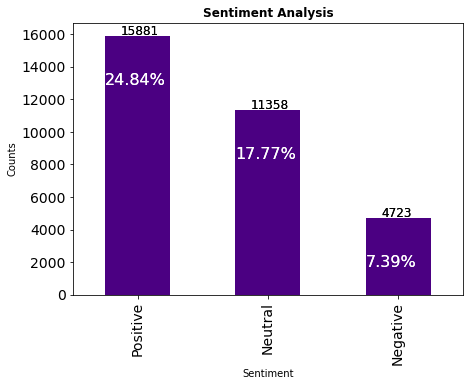 Sentiment Analysis
Counts
16000
14000
12000
10000
8000
6000
4000
2000
0
15881
24.84%
11358
17.77%
4723
7.39%
Positive
Neutral
Negative
Sentiment